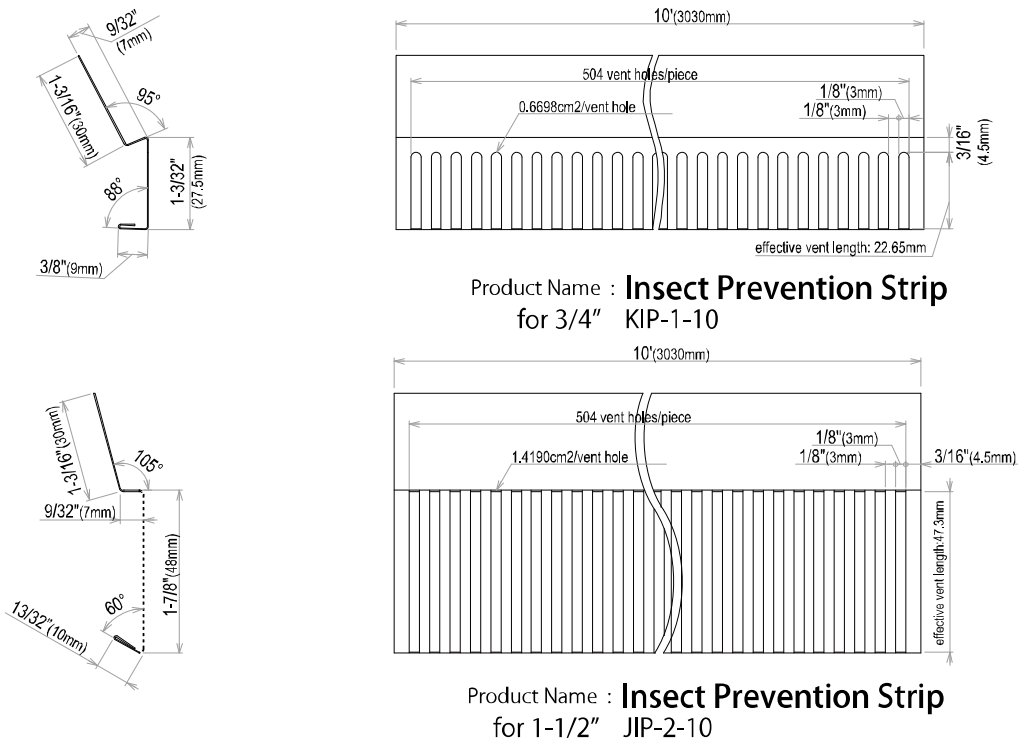 9/32"
(7mm)
1-3/16"(30mm)
95°
88°
1-3/32"
(27.5mm)
3/8"(9mm)
10'(3030mm)
504 vent holes/piece
0.6698cm2/vent hole
1/8"(3mm)
1/8"(3mm)
3/16"
(4.5mm)
effective vent length: 22.65mm
Product Name : Insect Prevention Strip
for 3/4” KIP-1-10
1-3/16"(30mm)
105°
9/32"(7mm)
1-7/8"(48mm)
60°
13/32"(10mm)
10'(3030mm)
504 vent holes/piece
1.4190cm2/vent hole
1/8"(3mm)
1/8"(3mm)
3/16"(4.5mm)
effective vent length:47.3mm
Product Name : Insect Prevention Strip
for 1-1/2” JIP-2-10